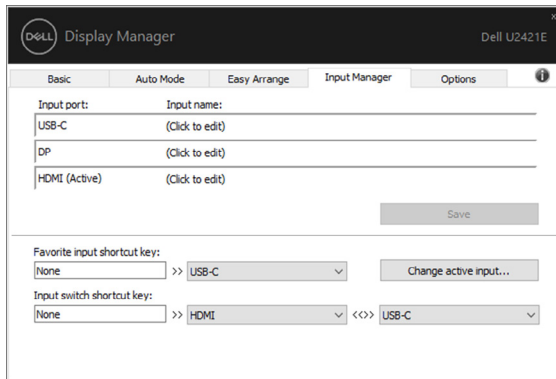 DELL Display Manager Dell U2421E x
Basic Auto Mode Easy Arrange Input Manager Options i
Input port: Input name:
USB-C (Click to edit)
DP (Click to edit)
HDMI (Active) (Click to edit)
Save
Favorite input shortcut key:
None >> USB-C Change active input...
Input switch shortcut key:
None >> HDMI <<>> USB-C